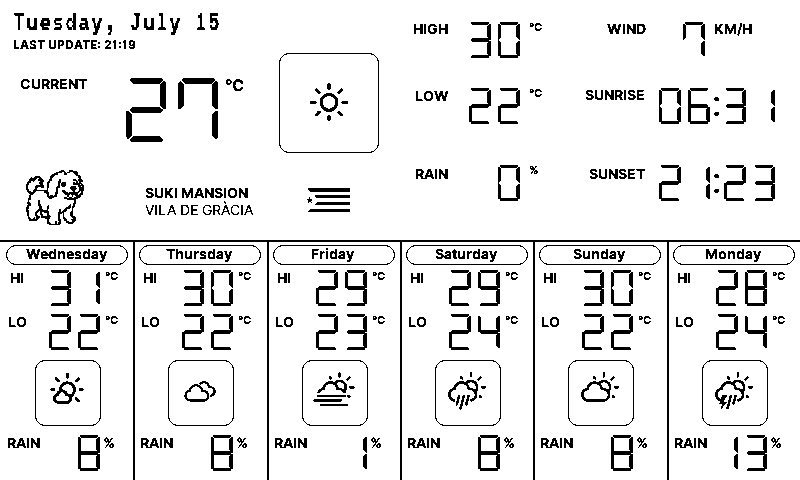 Tuesday, July 15
LAST UPDATE: 21:19
CURRENT 27 °C
HIGH 30 °C
LOW 22 °C
RAIN 0 %
WIND 7 KM/H
SUNRISE 06:31
SUNSET 21:23
SUKI MANSION
VILA DE GRÀCIA
Wednesday
HI 31 °C
LO 22 °C
RAIN 8 %
Thursday
HI 30 °C
LO 22 °C
RAIN 8 %
Friday
HI 29 °C
LO 23 °C
RAIN 1 %
Saturday
HI 29 °C
LO 24 °C
RAIN 8 %
Sunday
HI 30 °C
LO 22 °C
RAIN 8 %
Monday
HI 28 °C
LO 24 °C
RAIN 13 %